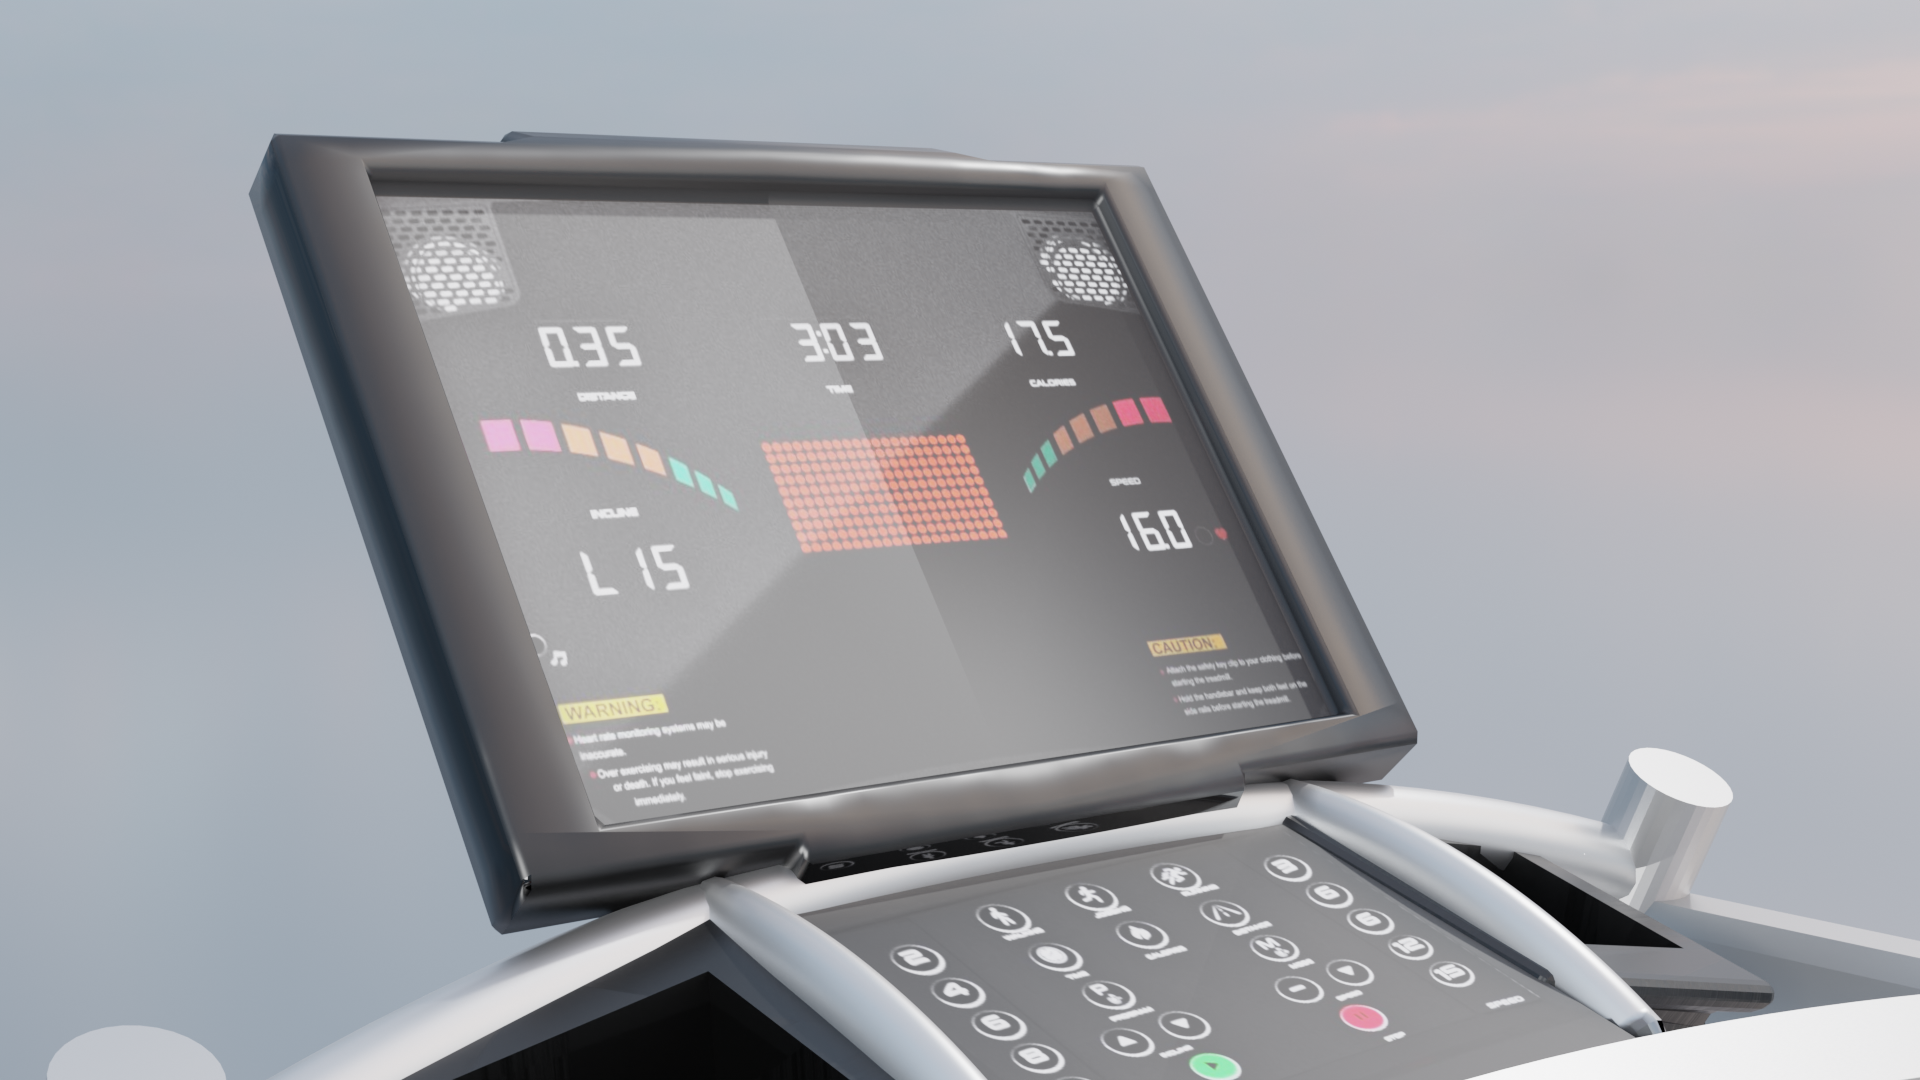 0.35
3:03
17.5
DISTANCE
TIME
CALORIES
INCLINE
SPEED
L 15
16.0
WARNING:
Heart rate monitoring systems may be
inaccurate.
Over exercising may result in serious injury
or death. If you feel faint, stop exercising
immediately.
CAUTION:
Attach the safety key clip to your clothing before
starting the treadmill.
Hold the handlebar and keep both feet on the
side rails before starting the treadmill.
SPEED